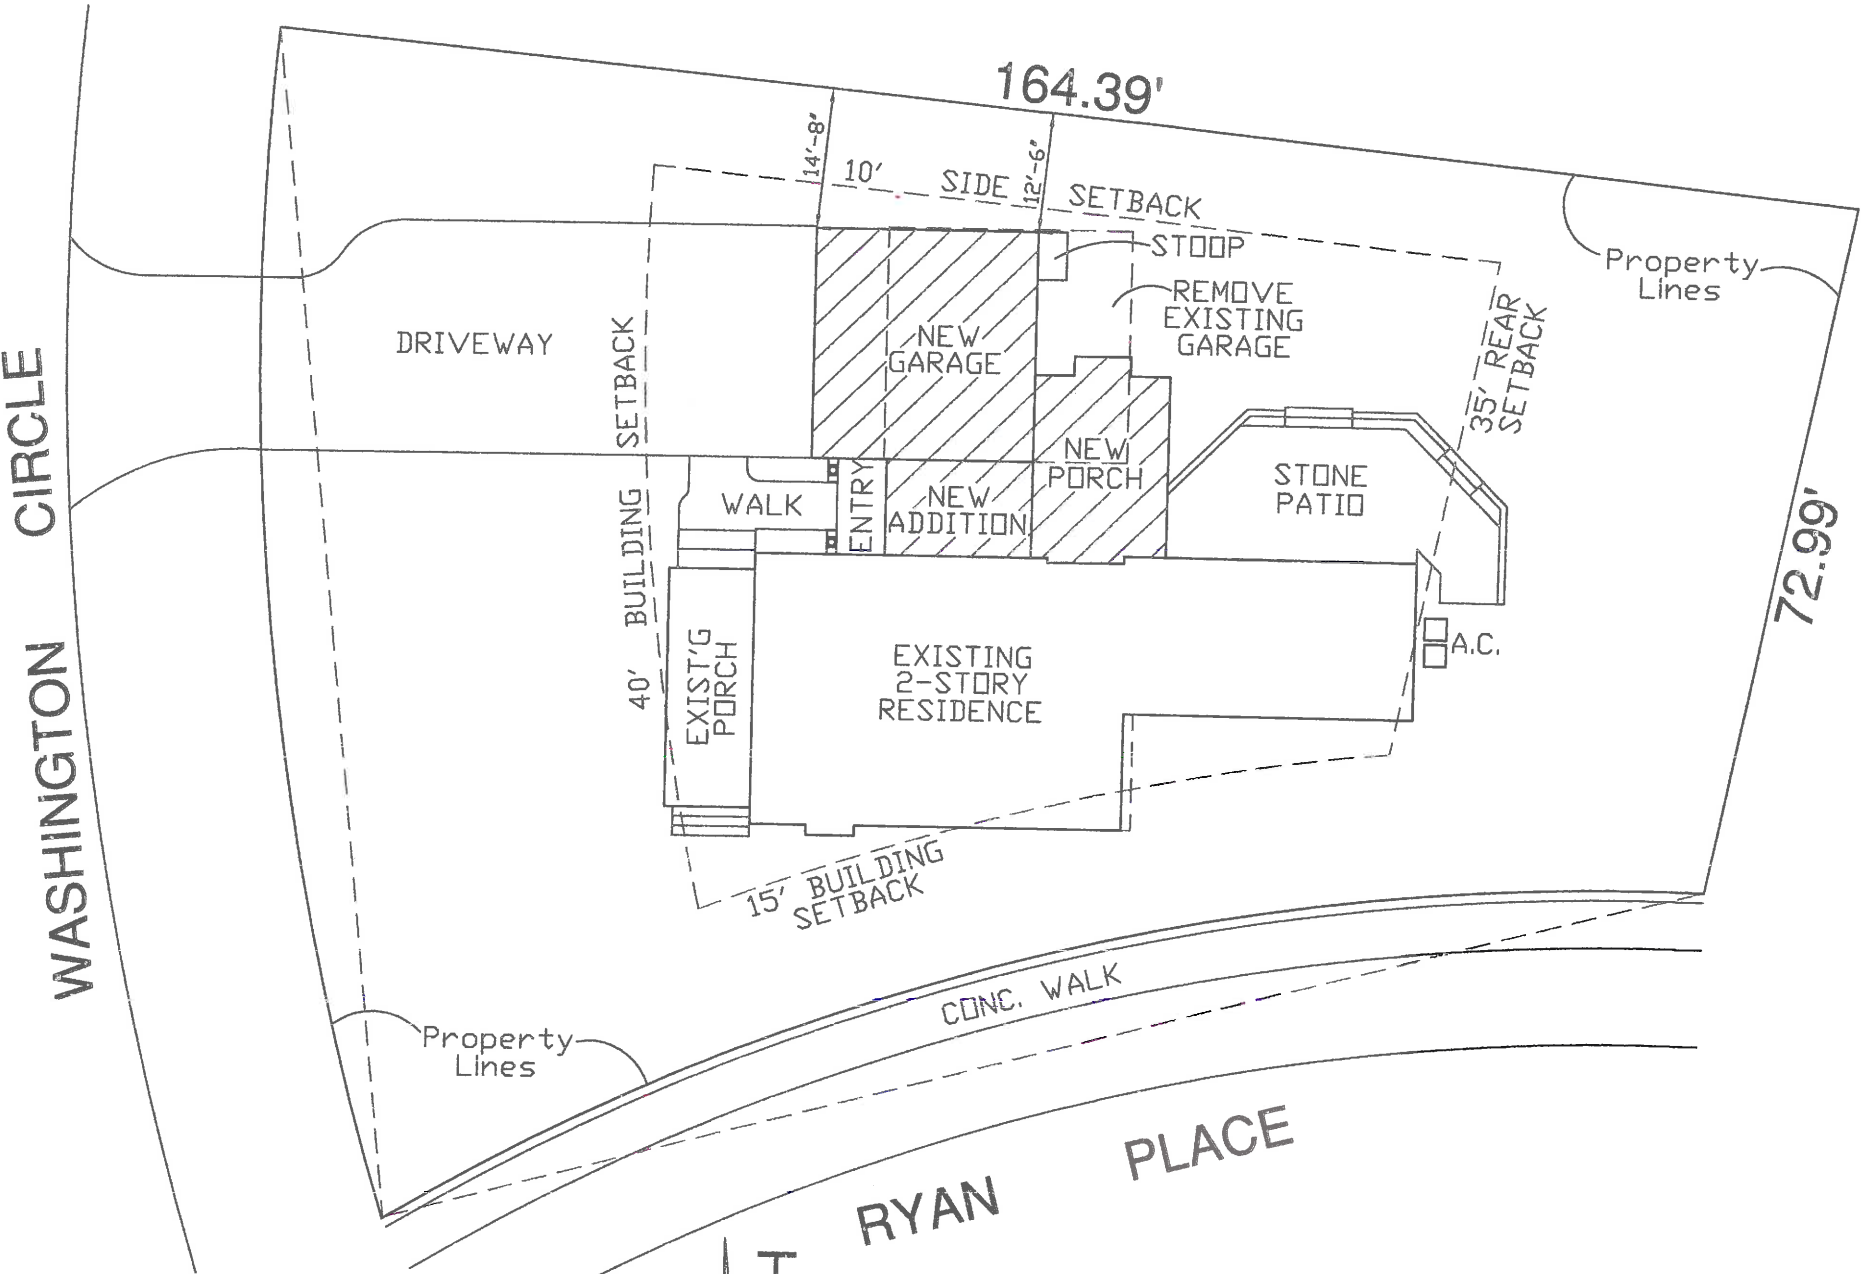 164.39'
14'-8"
10'
SIDE
12'-6"
SETBACK
STOOP
REMOVE
EXISTING
GARAGE
Property
Lines
35' REAR
SETBACK
72.99'
DRIVEWAY
NEW
GARAGE
40' BUILDING SETBACK
NEW
PORCH
STONE
PATIO
WALK
ENTRY
NEW
ADDITION
EXIST'G
PORCH
EXISTING
2-STORY
RESIDENCE
A.C.
15' BUILDING
SETBACK
CONC. WALK
Property
Lines
WASHINGTON CIRCLE
RYAN PLACE